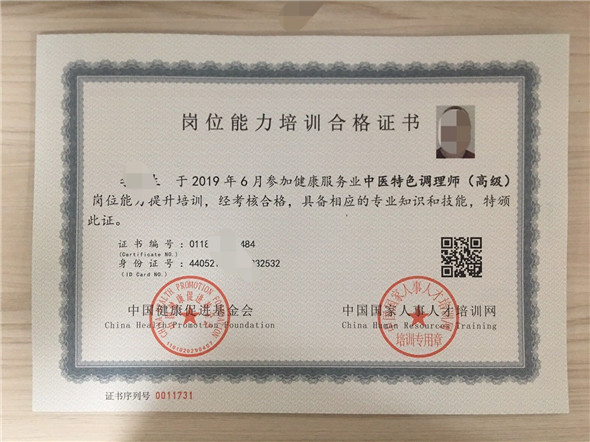 岗位能力培训合格证书
于 2019 年 6 月参加健康服务业中医特色调理师（高级）
岗位能力提升培训，经考核合格，具备相应的专业知识和技能，特颁
此证。
证 书 编 号 ：0118 484
(Certificate NO.)
身 份 证 号 ：44052 32532
(ID Card NO.)
中国健康促进基金会
China Health Promotion Foundation
中国国家人事人才培训网
China Human Resources Training
培训专用章
证书序列号 0011731